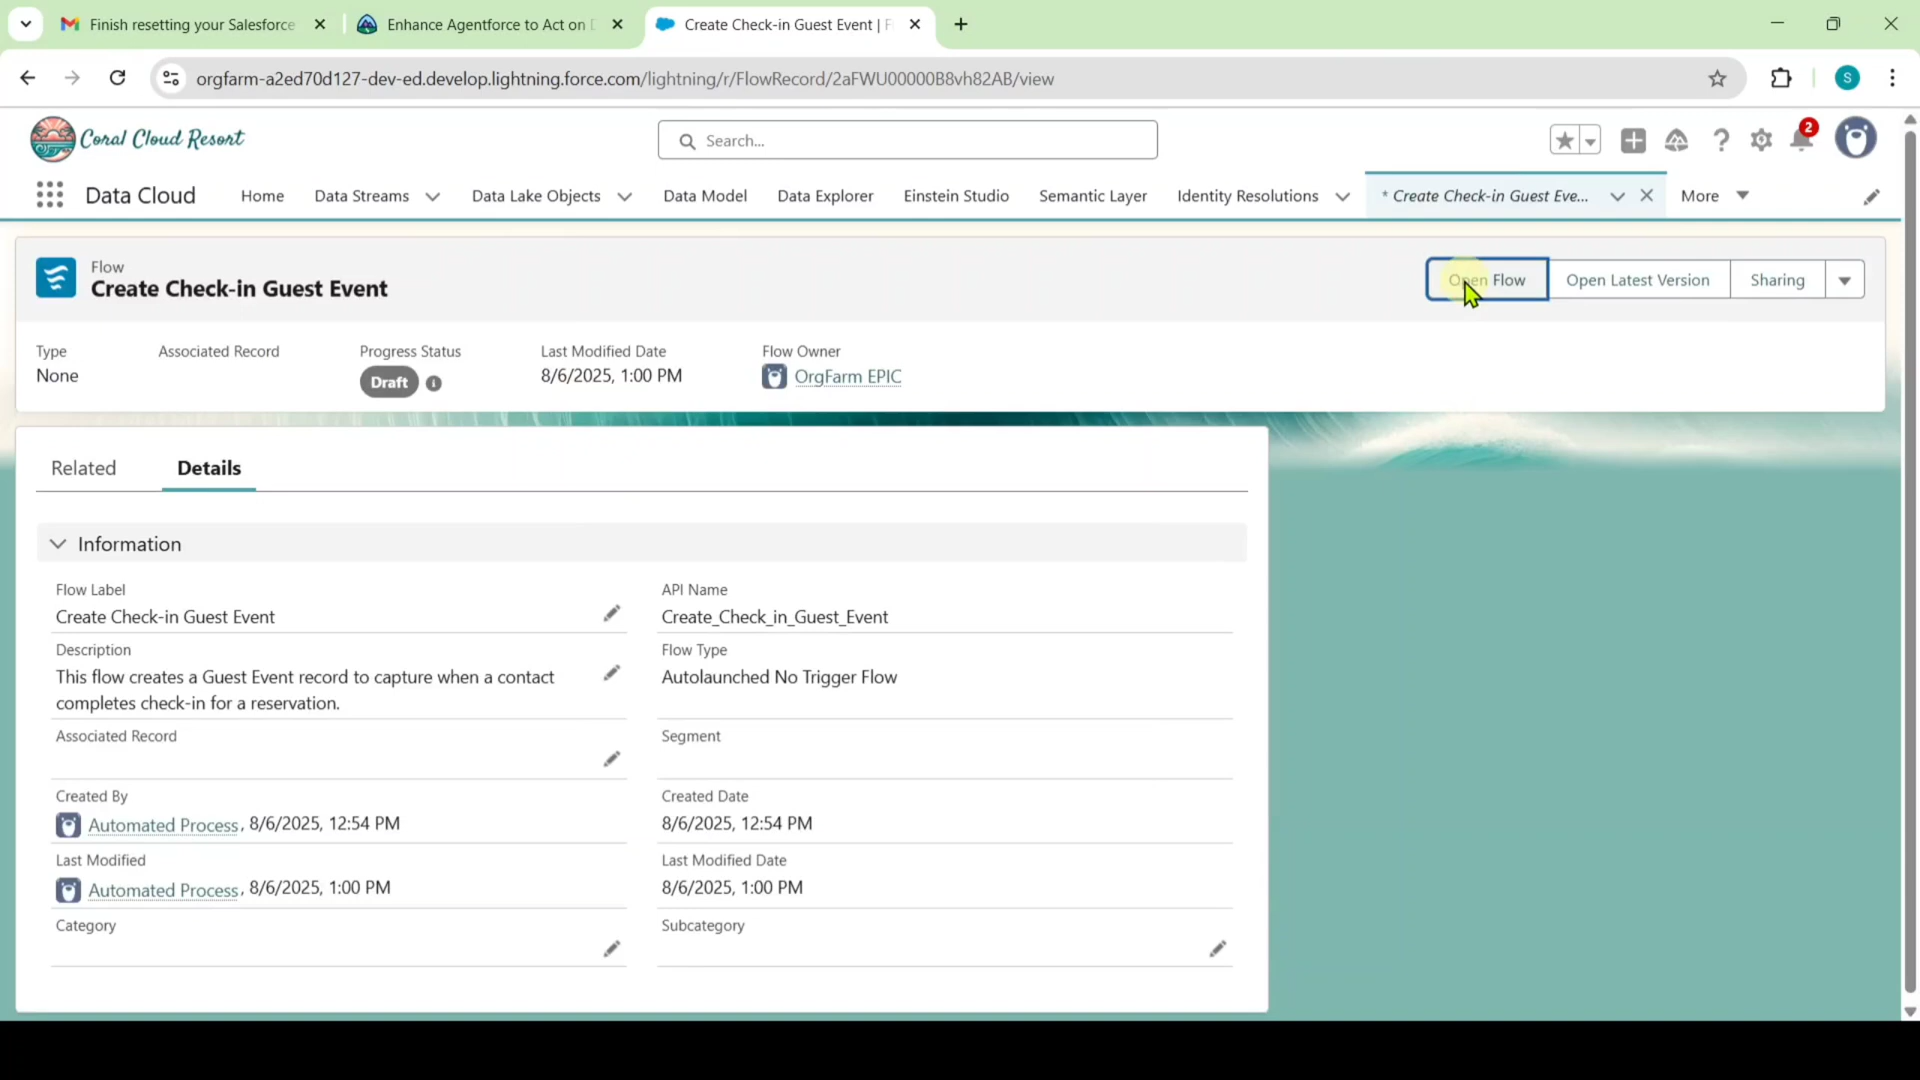 Finish resetting your Salesforce
Enhance Agentforce to Act on D
Create Check-in Guest Event | F
orgfarm-a2ed70d127-dev-ed.develop.lightning.force.com/lightning/r/FlowRecord/2aFWU00000B8vh82AB/view
S
Coral Cloud Resort
Search...
2
Data Cloud
Home
Data Streams
Data Lake Objects
Data Model
Data Explorer
Einstein Studio
Semantic Layer
Identity Resolutions
* Create Check-in Guest Eve...
More
Flow
Create Check-in Guest Event
Open Flow
Open Latest Version
Sharing
Type
Associated Record
Progress Status
Last Modified Date
Flow Owner
None
Draft
8/6/2025, 1:00 PM
OrgFarm EPIC
Related
Details
Information
Flow Label
API Name
Create Check-in Guest Event
Create_Check_in_Guest_Event
Description
Flow Type
This flow creates a Guest Event record to capture when a contact
Autolaunched No Trigger Flow
completes check-in for a reservation.
Associated Record
Segment
Created By
Created Date
Automated Process, 8/6/2025, 12:54 PM
8/6/2025, 12:54 PM
Last Modified
Last Modified Date
Automated Process, 8/6/2025, 1:00 PM
8/6/2025, 1:00 PM
Category
Subcategory